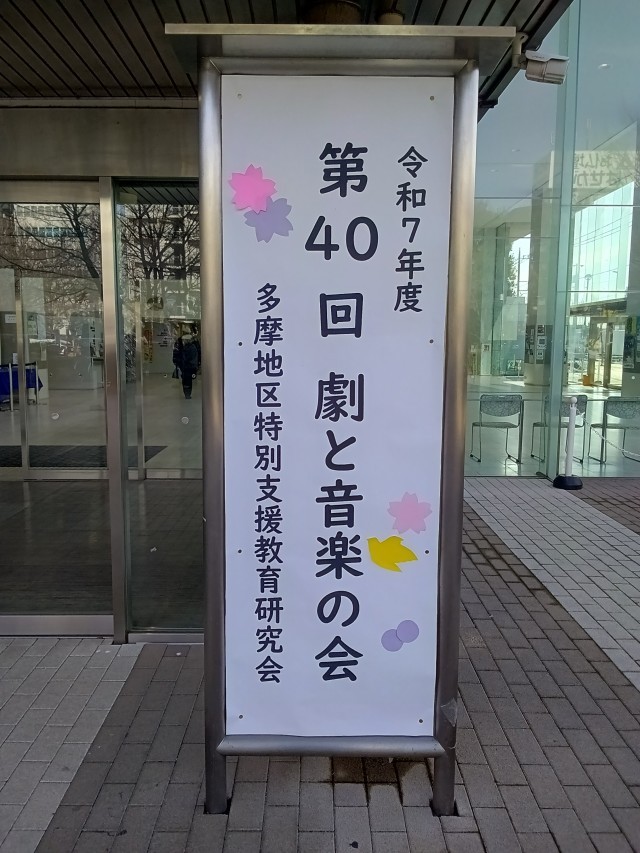 令和7年度
第40回 劇と音楽の会
多摩地区特別支援教育研究会